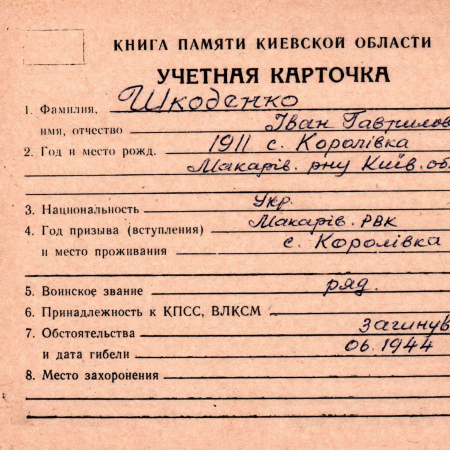 КНИГА ПАМЯТИ КИЕВСКОЙ ОБЛАСТИ
УЧЕТНАЯ КАРТОЧКА
1. Фамилия, Шкоденко
имя, отчество Іван Гаврилов
2. Год и место рожд. 1911 с. Королівка
Макарів. рну Київ. об
3. Национальность Укр.
4. Год призыва (вступления) Макарів. РВК
и место проживания с. Королівка
5. Воинское звание ряд.
6. Принадлежность к КПСС, ВЛКСМ
7. Обстоятельства загинув
и дата гибели 06.1944
8. Место захоронения